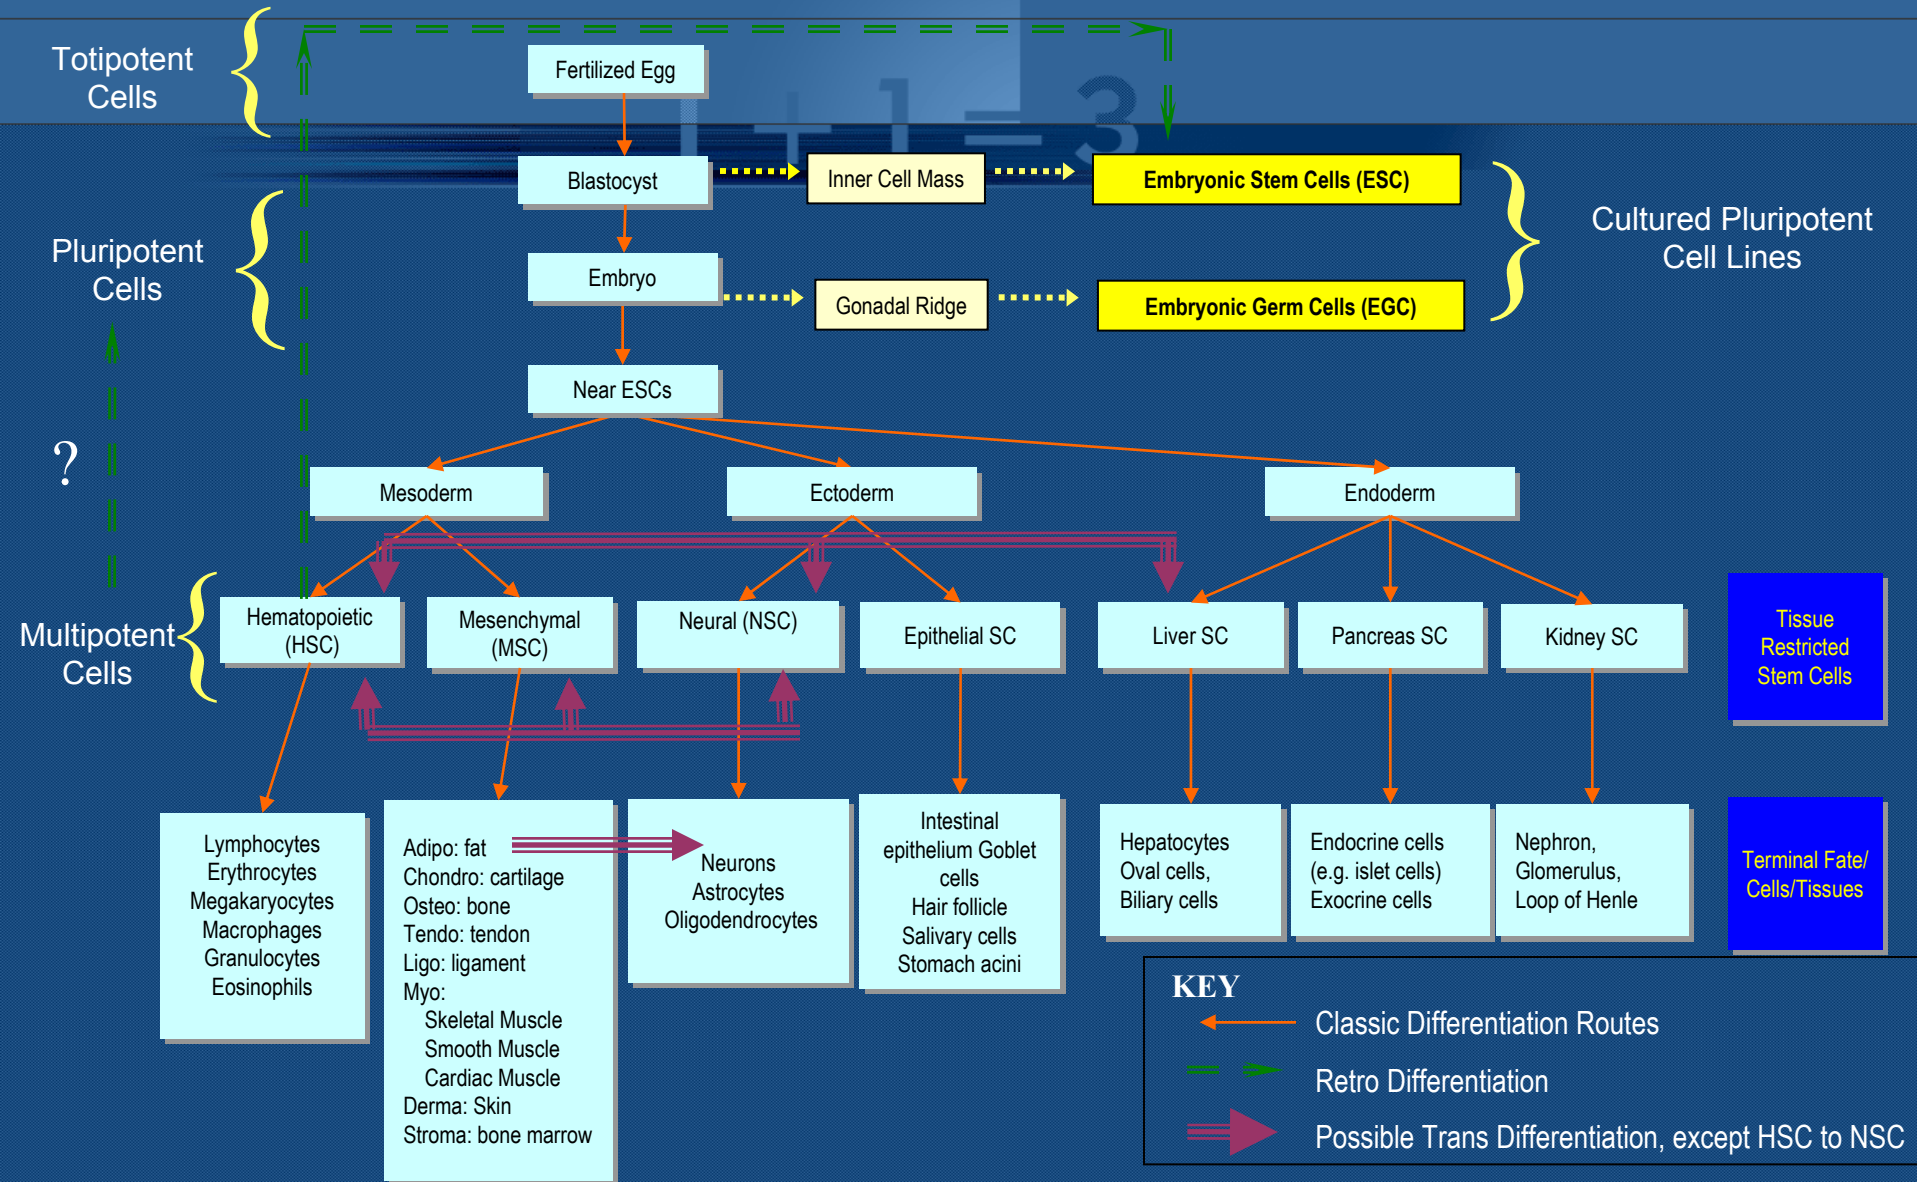 1 + 1 = 3
Totipotent
Cells
Fertilized Egg
Blastocyst
Inner Cell Mass
Embryonic Stem Cells (ESC)
Pluripotent
Cells
Cultured Pluripotent
Cell Lines
Embryo
Gonadal Ridge
Embryonic Germ Cells (EGC)
Near ESCs
?
Mesoderm
Ectoderm
Endoderm
Multipotent
Cells
Hematopoietic
(HSC)
Mesenchymal
(MSC)
Neural (NSC)
Epithelial SC
Liver SC
Pancreas SC
Kidney SC
Tissue
Restricted
Stem Cells
Lymphocytes
Erythrocytes
Megakaryocytes
Macrophages
Granulocytes
Eosinophils
Adipo: fat
Chondro: cartilage
Osteo: bone
Tendo: tendon
Ligo: ligament
Myo:
Skeletal Muscle
Smooth Muscle
Cardiac Muscle
Derma: Skin
Stroma: bone marrow
Neurons
Astrocytes
Oligodendrocytes
Intestinal
epithelium Goblet
cells
Hair follicle
Salivary cells
Stomach acini
Hepatocytes
Oval cells,
Biliary cells
Endocrine cells
(e.g. islet cells)
Exocrine cells
Nephron,
Glomerulus,
Loop of Henle
Terminal Fate/
Cells/Tissues
KEY
Classic Differentiation Routes
Retro Differentiation
Possible Trans Differentiation, except HSC to NSC